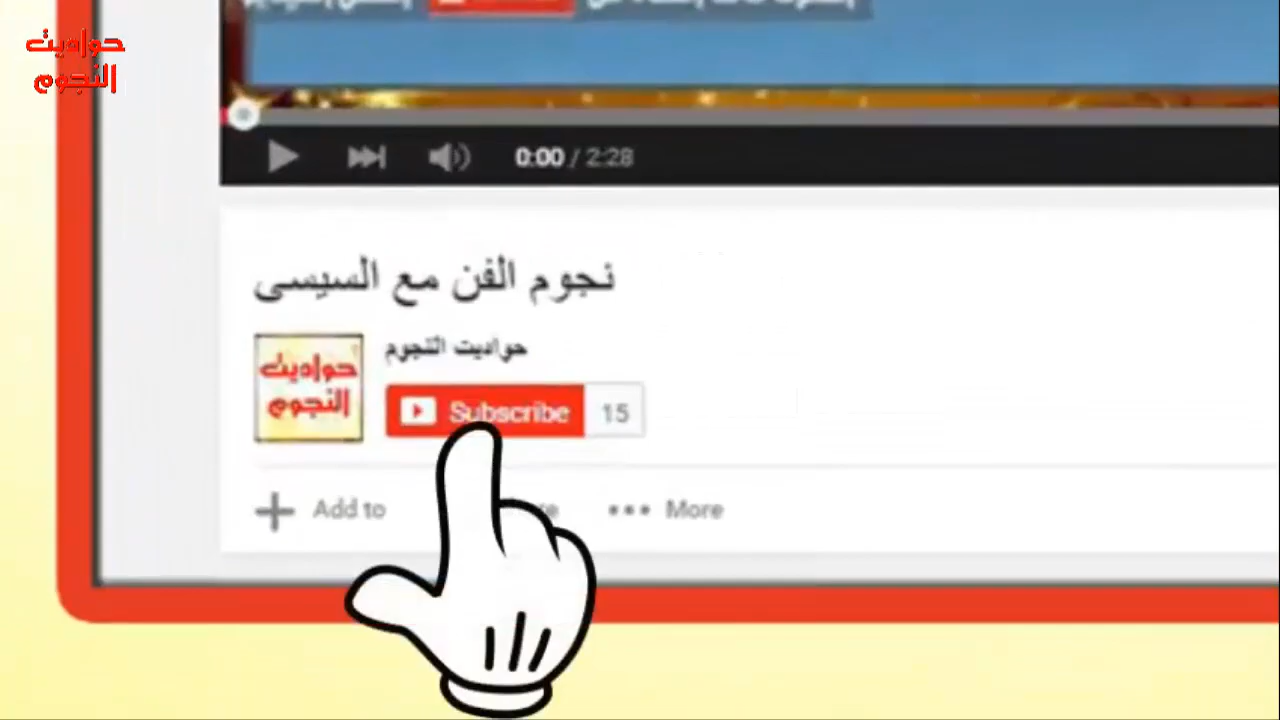 حواديت
النجوم
0:00 / 2:28
نجوم الفن مع السيسى
حواديت النجوم
حواديت
النجوم
Subscribe 15
Add to
More